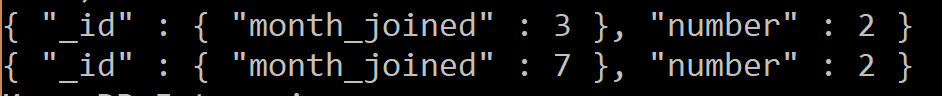 { "_id" : { "month_joined" : 3 }, "number" : 2 }
{ "_id" : { "month_joined" : 7 }, "number" : 2 }